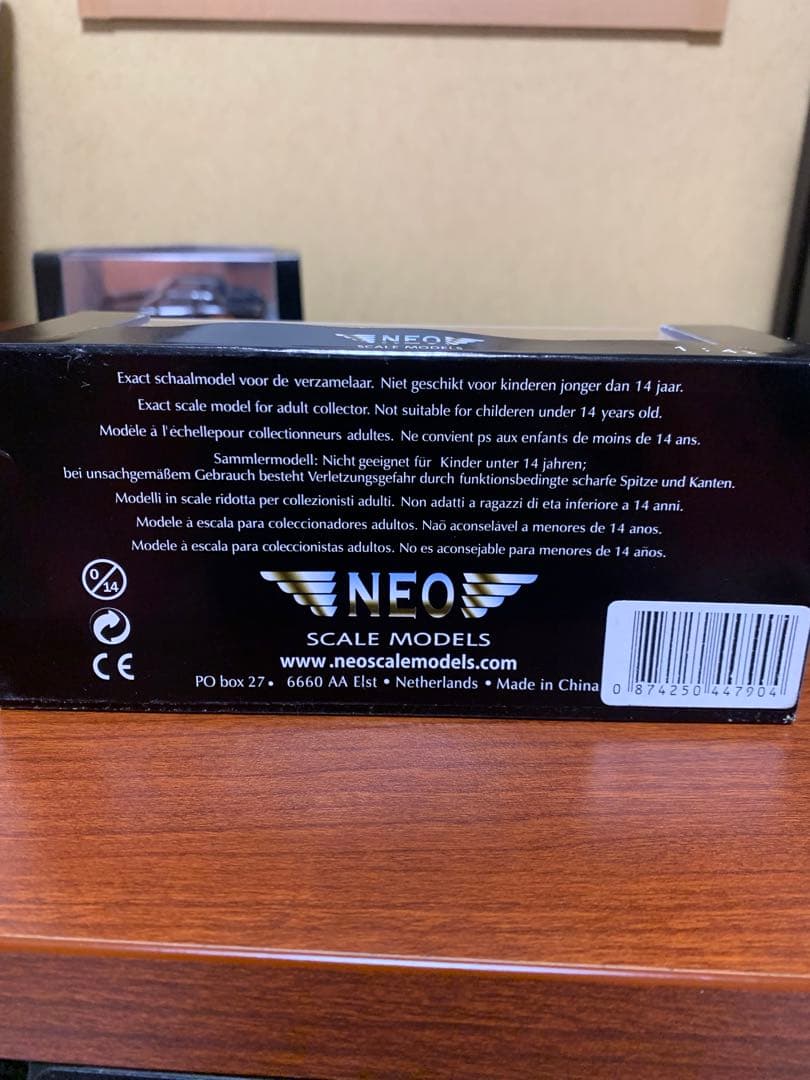 NEO
SCALE MODELS
Exact schaalmodel voor de verzamelaar. Niet geschikt voor kinderen jonger dan 14 jaar.
Exact scale model for adult collector. Not suitable for childeren under 14 years old.
Modèle à l'échellepour collectionneurs adultes. Ne convient ps aux enfants de moins de 14 ans.
Sammlermodell: Nicht geeignet für Kinder unter 14 jahren;
bei unsachgemäßem Gebrauch besteht Verletzungsgefahr durch funktionsbedingte scharfe Spitze und Kanten.
Modelli in scale ridotta per collezionisti adulti. Non adatti a ragazzi di eta inferiore a 14 anni.
Modele à escala para coleccionadores adultos. Naõ aconselável a menores de 14 anos.
Modele à escala para coleccionistas adultos. No es aconsejable para menores de 14 años.
0/14
CE
NEO
SCALE MODELS
www.neoscalemodels.com
PO box 27 • 6660 AA Elst • Netherlands • Made in China
0 874250 447904